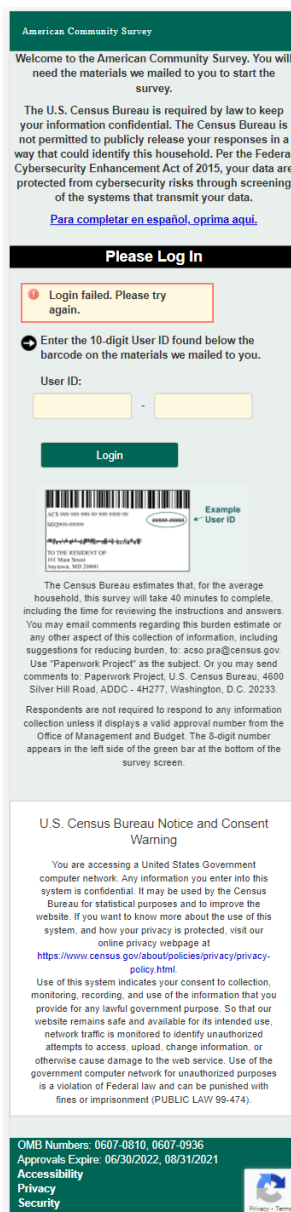 American Community Survey
Welcome to the American Community Survey. You will
need the materials we mailed to you to start the
survey.
The U.S. Census Bureau is required by law to keep
your information confidential. The Census Bureau is
not permitted to publicly release your responses in a
way that could identify this household. Per the Federal
Cybersecurity Enhancement Act of 2015, your data are
protected from cybersecurity risks through screening
of the systems that transmit your data.
Para completar en español, oprima aquí.
Please Log In
Login failed. Please try
again.
Enter the 10-digit User ID found below the
barcode on the materials we mailed to you.
User ID:
-
Login
TO THE RESIDENT OF:
191 Main Street
Anytown, MD 20000
Example
User ID
The Census Bureau estimates that, for the average
household, this survey will take 40 minutes to complete,
including the time for reviewing the instructions and answers.
You may email comments regarding this burden estimate or
any other aspect of this collection of information, including
suggestions for reducing burden, to: acso.pra@census.gov.
Use "Paperwork Project" as the subject. Or you may send
comments to: Paperwork Project, U.S. Census Bureau, 4600
Silver Hill Road, ADDC - 4H277, Washington, D.C. 20233.
Respondents are not required to respond to any information
collection unless it displays a valid approval number from the
Office of Management and Budget. The 8-digit number
appears in the left side of the green bar at the bottom of the
survey screen.
U.S. Census Bureau Notice and Consent
Warning
You are accessing a United States Government
computer network. Any information you enter into this
system is confidential. It may be used by the Census
Bureau for statistical purposes and to improve the
website. If you want to know more about the use of this
system, and how your privacy is protected, visit our
online privacy webpage at
https://www.census.gov/about/policies/privacy/privacy-
policy.html.
Use of this system indicates your consent to collection,
monitoring, recording, and use of the information that you
provide for any lawful government purpose. So that our
website remains safe and available for its intended use,
network traffic is monitored to identify unauthorized
attempts to access, upload, change information, or
otherwise cause damage to the web service. Use of the
government computer network for unauthorized purposes
is a violation of Federal law and can be punished with
fines or imprisonment (PUBLIC LAW 99-474).
OMB Numbers: 0607-0810, 0607-0936
Approvals Expire: 06/30/2022, 08/31/2021
Accessibility
Privacy
Security
Privacy - Terms